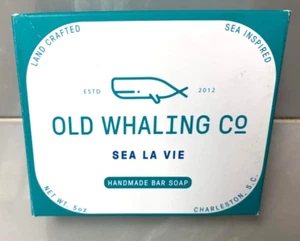 LAND CRAFTED
SEA INSPIRED
ESTD 2012
OLD WHALING CO
SEA LA VIE
HANDMADE BAR SOAP
NET WT. 5oz
CHARLESTON, S.C.